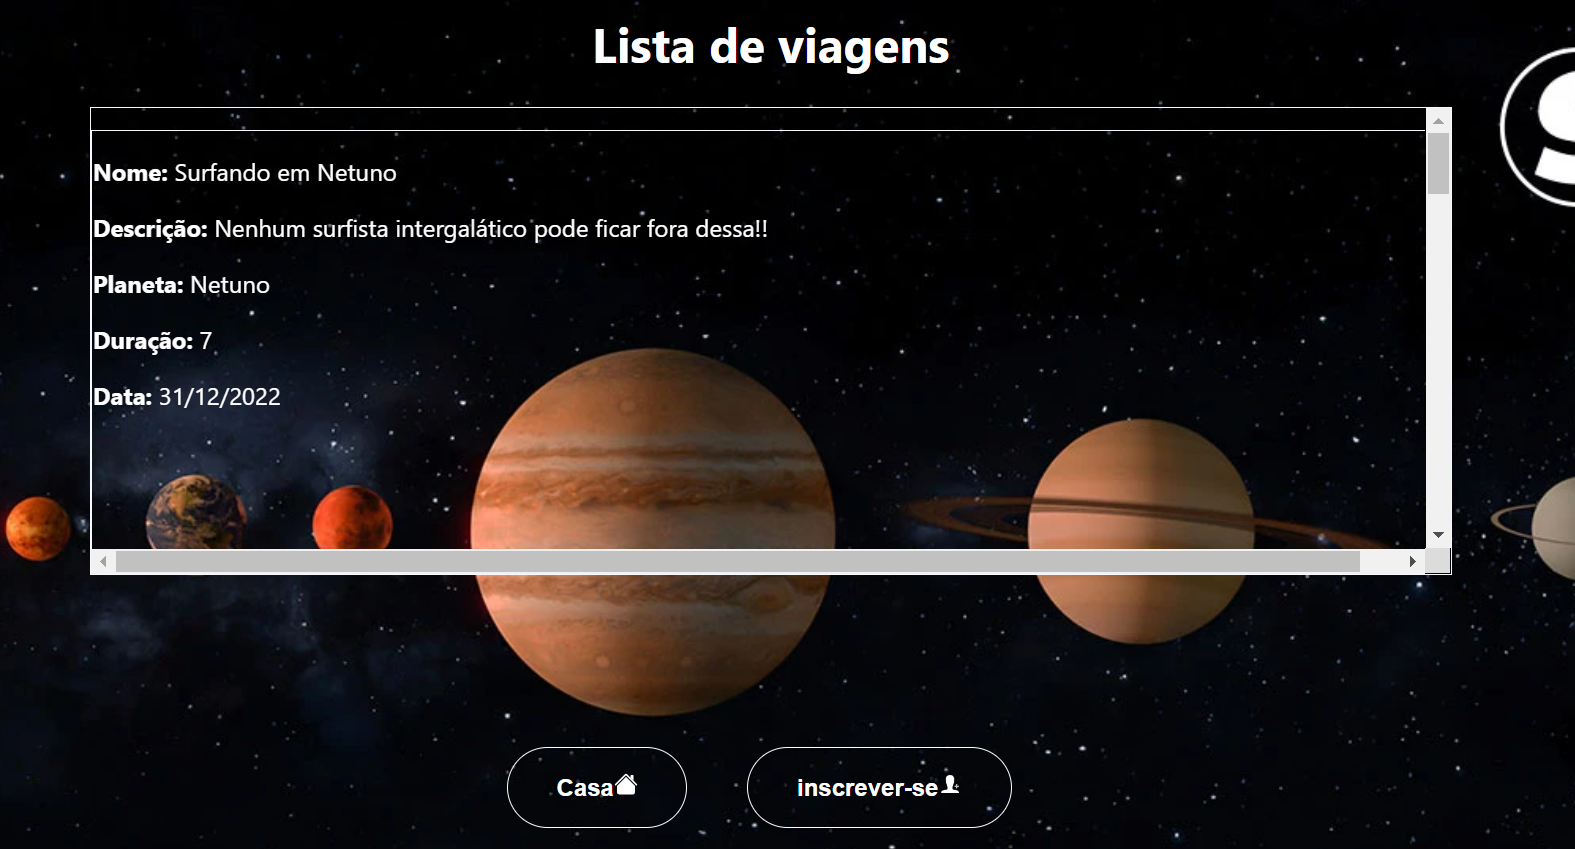 Lista de viagens
Nome: Surfando em Netuno
Descrição: Nenhum surfista intergalático pode ficar fora dessa!!
Planeta: Netuno
Duração: 7
Data: 31/12/2022
Casa
inscrever-se